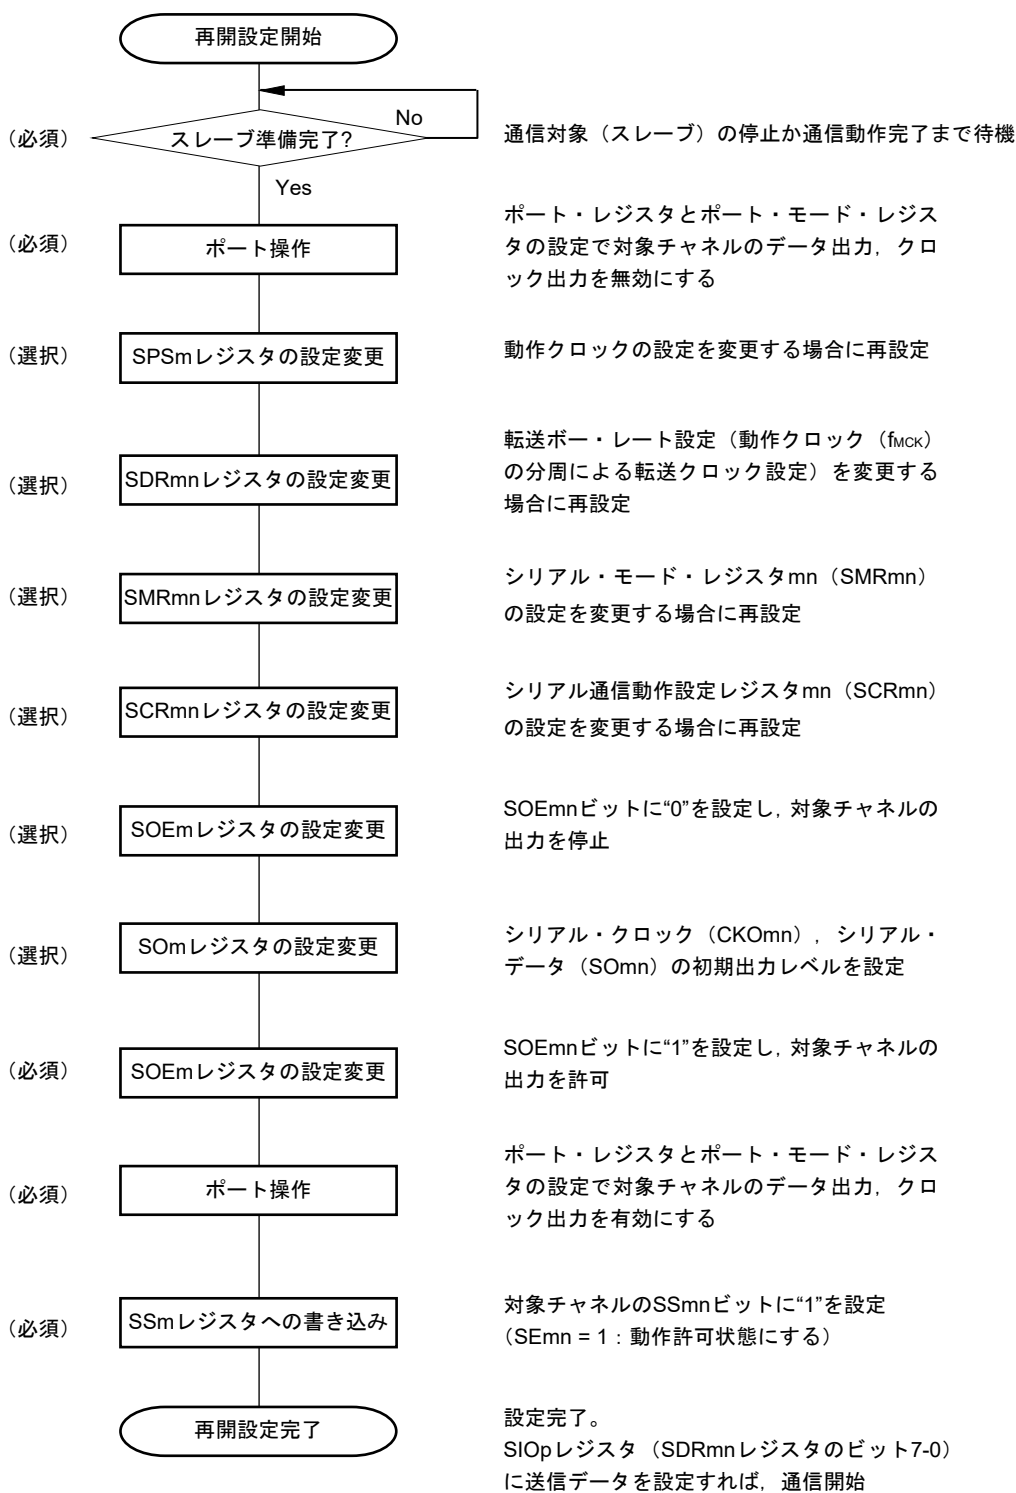 再開設定開始
No
（必須）
スレーブ準備完了?
通信対象（スレーブ）の停止か通信動作完了まで待機
Yes
（必須）
ポート操作
ポート・レジスタとポート・モード・レジス
タの設定で対象チャネルのデータ出力，クロ
ック出力を無効にする
（選択）
SPSmレジスタの設定変更
動作クロックの設定を変更する場合に再設定
（選択）
SDRmnレジスタの設定変更
転送ボー・レート設定（動作クロック（fMCK）
の分周による転送クロック設定）を変更する
場合に再設定
（選択）
SMRmnレジスタの設定変更
シリアル・モード・レジスタmn（SMRmn）
の設定を変更する場合に再設定
（選択）
SCRmnレジスタの設定変更
シリアル通信動作設定レジスタmn（SCRmn）
の設定を変更する場合に再設定
（選択）
SOEmレジスタの設定変更
SOEmnビットに“0”を設定し，対象チャネルの
出力を停止
（選択）
SOmレジスタの設定変更
シリアル・クロック（CKOmn），シリアル・
データ（SOmn）の初期出力レベルを設定
（必須）
SOEmレジスタの設定変更
SOEmnビットに“1”を設定し，対象チャネルの
出力を許可
（必須）
ポート操作
ポート・レジスタとポート・モード・レジス
タの設定で対象チャネルのデータ出力，クロ
ック出力を有効にする
（必須）
SSmレジスタへの書き込み
対象チャネルのSSmnビットに“1”を設定
（SEmn = 1：動作許可状態にする）
再開設定完了
設定完了。
SIOpレジスタ（SDRmnレジスタのビット7-0）
に送信データを設定すれば，通信開始